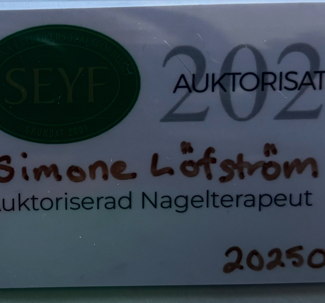 SEYF
202
AUKTORISAT
Simone Löfström
uktoriserad Nagelterapeut
20250